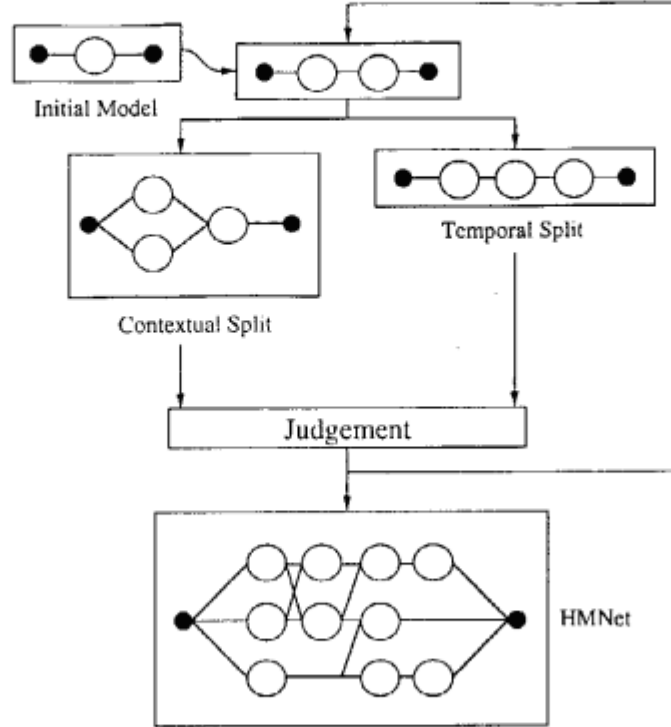 Initial Model
Temporal Split
Contextual Split
Judgement
HMNet